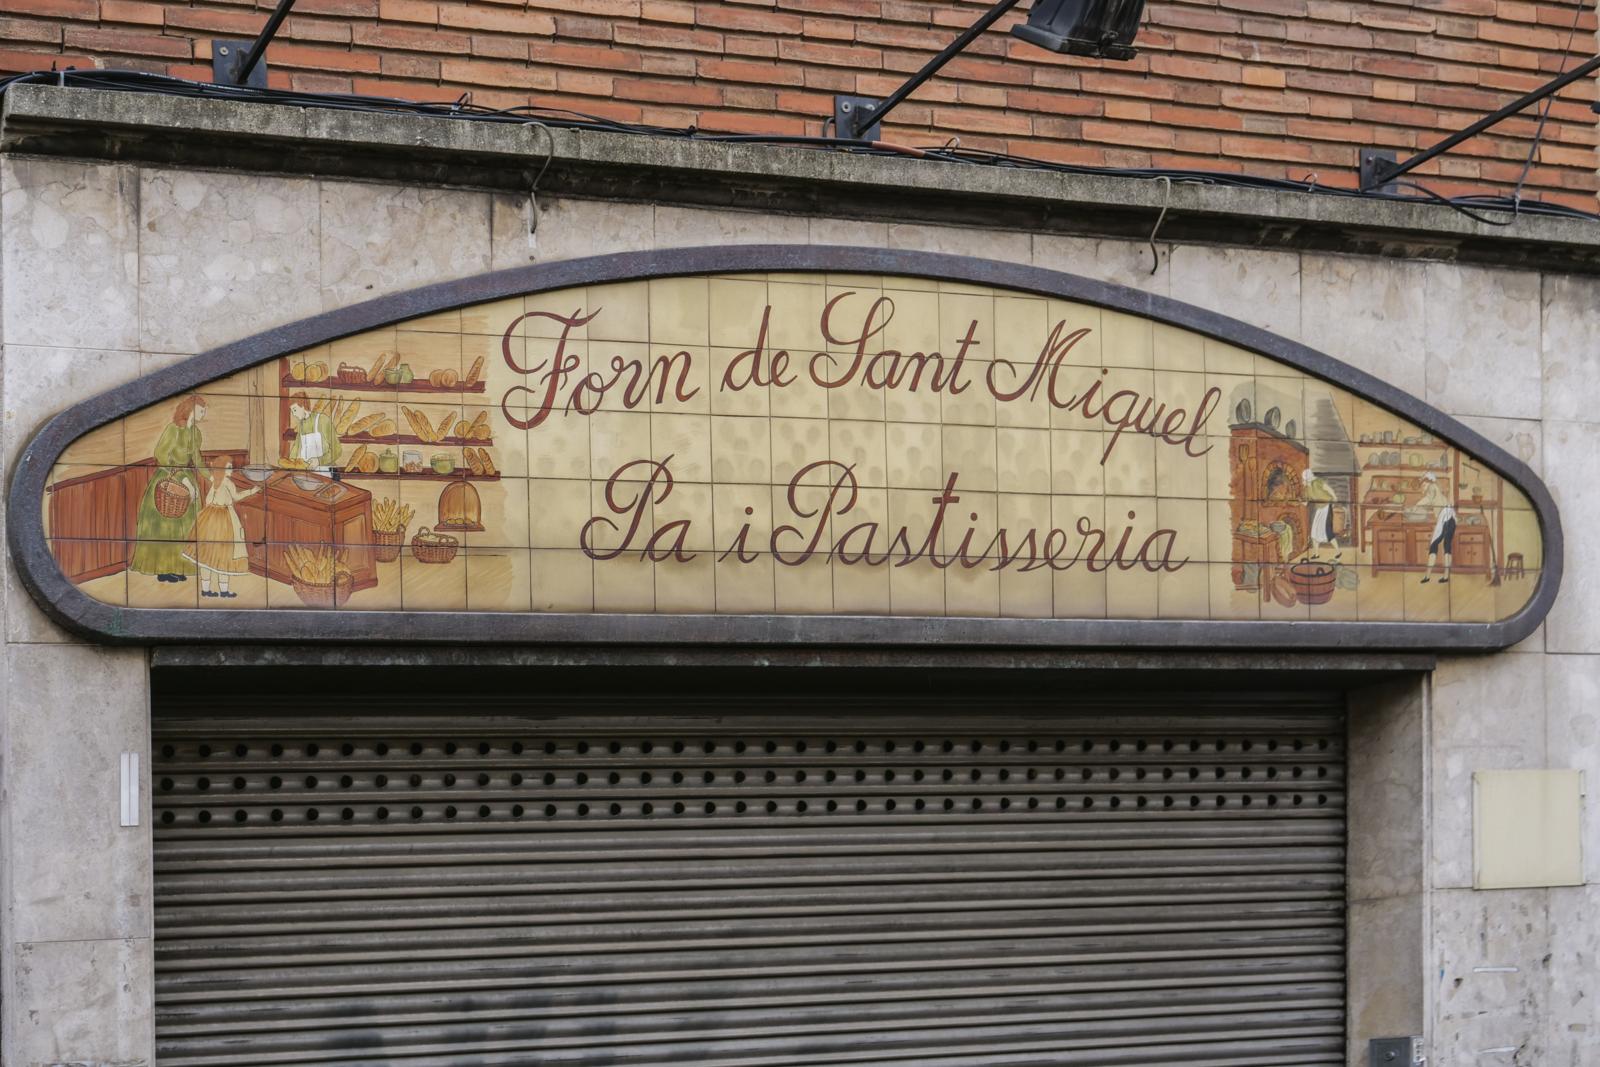 Forn de Sant Miquel
Pa i Pastisseria